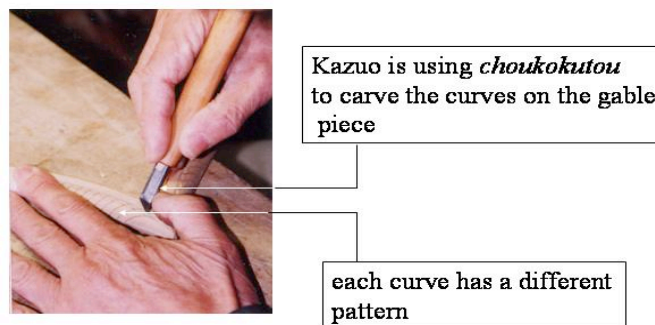 Kazuo is using choukokutou
to carve the curves on the gable
piece
each curve has a different
pattern